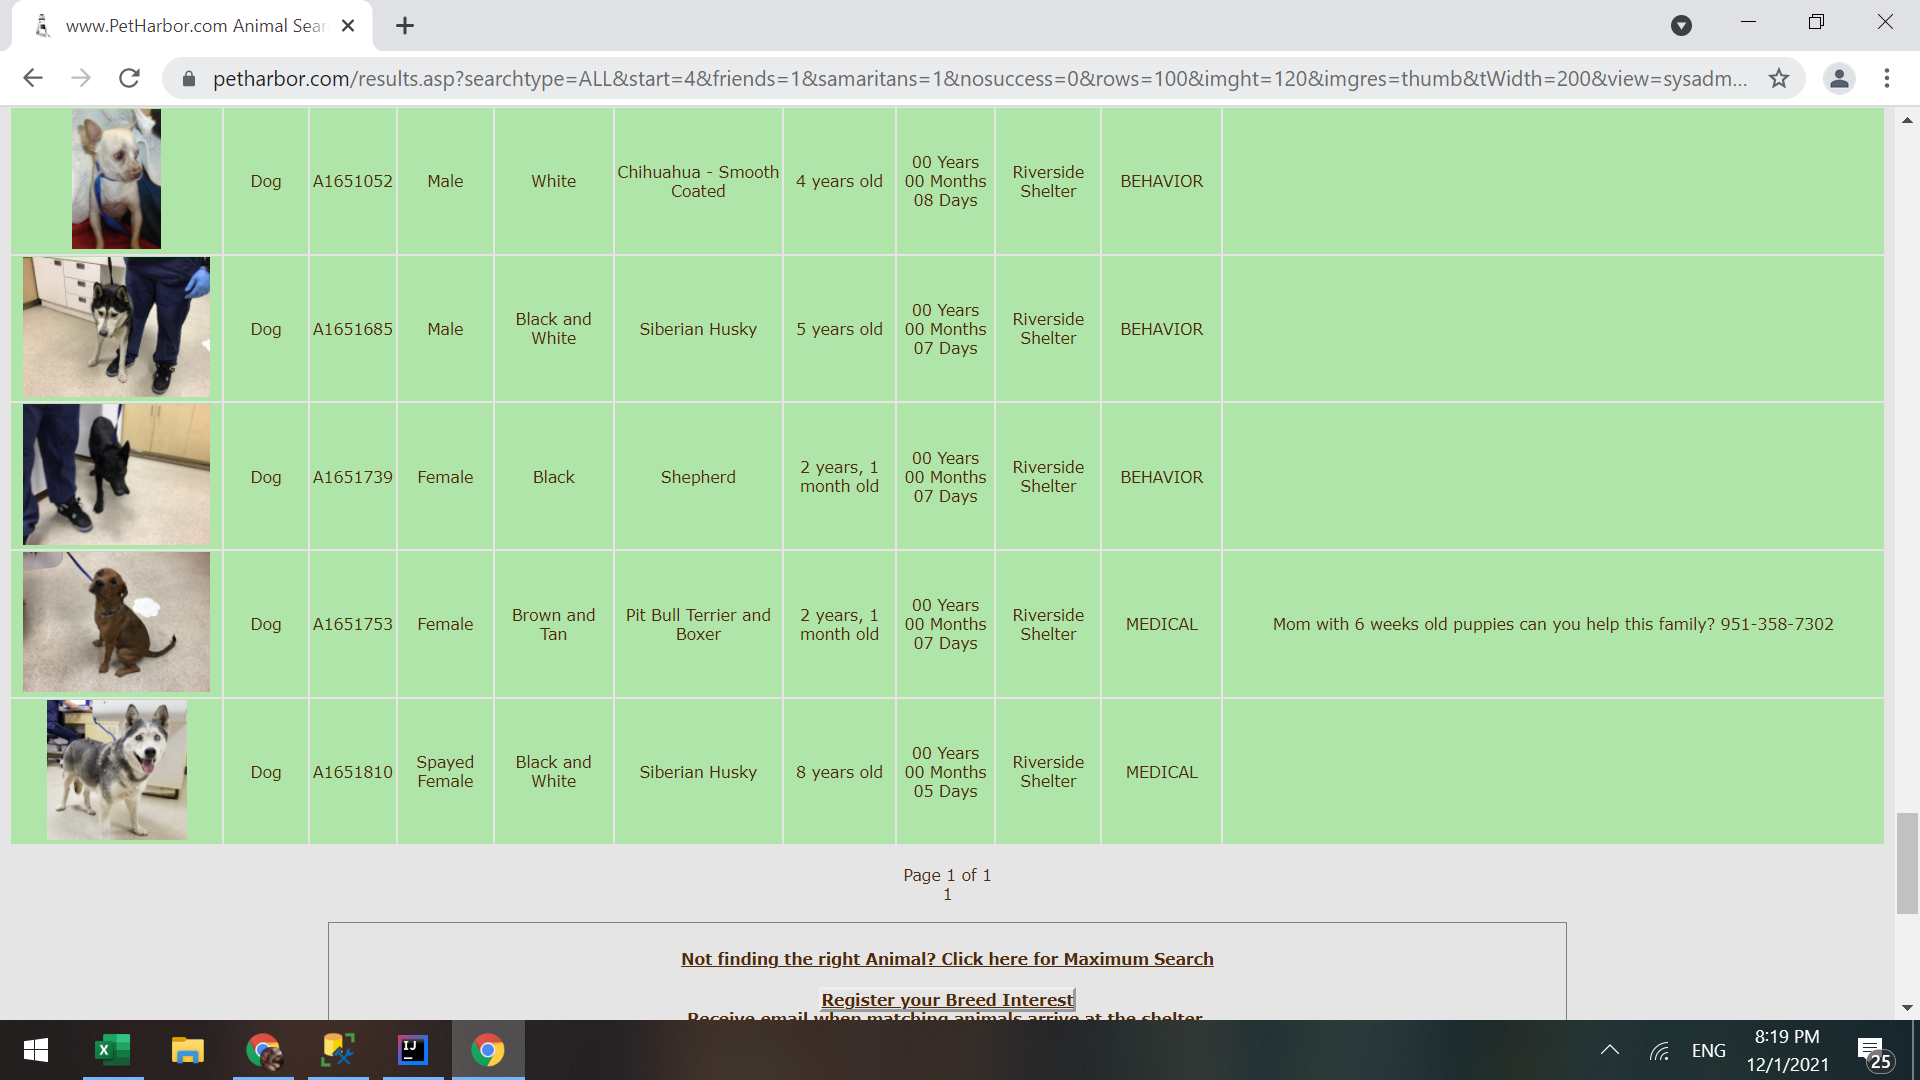 www.PetHarbor.com Animal Sear
petharbor.com/results.asp?searchtype=ALL&start=4&friends=1&samaritans=1&nosuccess=0&rows=100&imght=120&imgres=thumb&tWidth=200&view=sysadm...
Dog A1651052 Male White Chihuahua - Smooth Coated 4 years old 00 Years 00 Months 08 Days Riverside Shelter BEHAVIOR
Dog A1651685 Male Black and White Siberian Husky 5 years old 00 Years 00 Months 07 Days Riverside Shelter BEHAVIOR
Dog A1651739 Female Black Shepherd 2 years, 1 month old 00 Years 00 Months 07 Days Riverside Shelter BEHAVIOR
Dog A1651753 Female Brown and Tan Pit Bull Terrier and Boxer 2 years, 1 month old 00 Years 00 Months 07 Days Riverside Shelter MEDICAL Mom with 6 weeks old puppies can you help this family? 951-358-7302
Dog A1651810 Spayed Female Black and White Siberian Husky 8 years old 00 Years 00 Months 05 Days Riverside Shelter MEDICAL
Page 1 of 1
1
Not finding the right Animal? Click here for Maximum Search
Register your Breed Interest
Receive email when matching animals arrive at the shelter
IJ
ENG
8:19 PM
12/1/2021
25